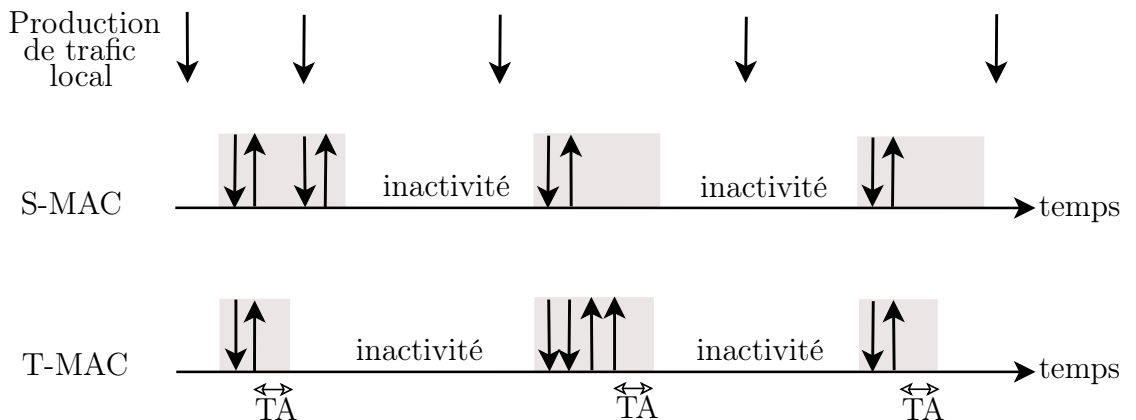 Production
de trafic
local
inactivité
inactivité
S-MAC
temps
inactivité
inactivité
T-MAC
temps
TA
TA
TA